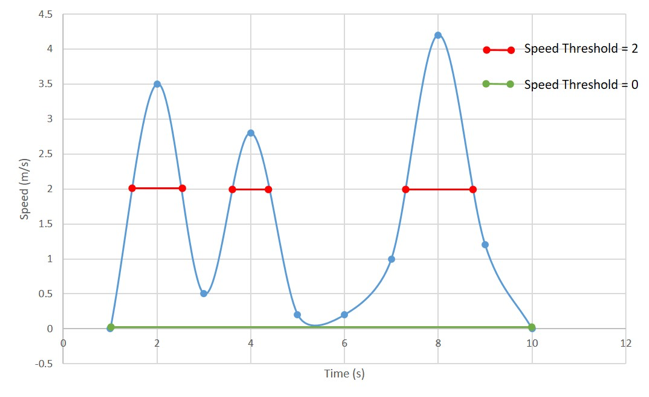 4.5
4
3.5
3
2.5
2
1.5
1
0.5
0
-0.5
Speed (m/s)
0 2 4 6 8 10 12
Time (s)
Speed Threshold = 2
Speed Threshold = 0